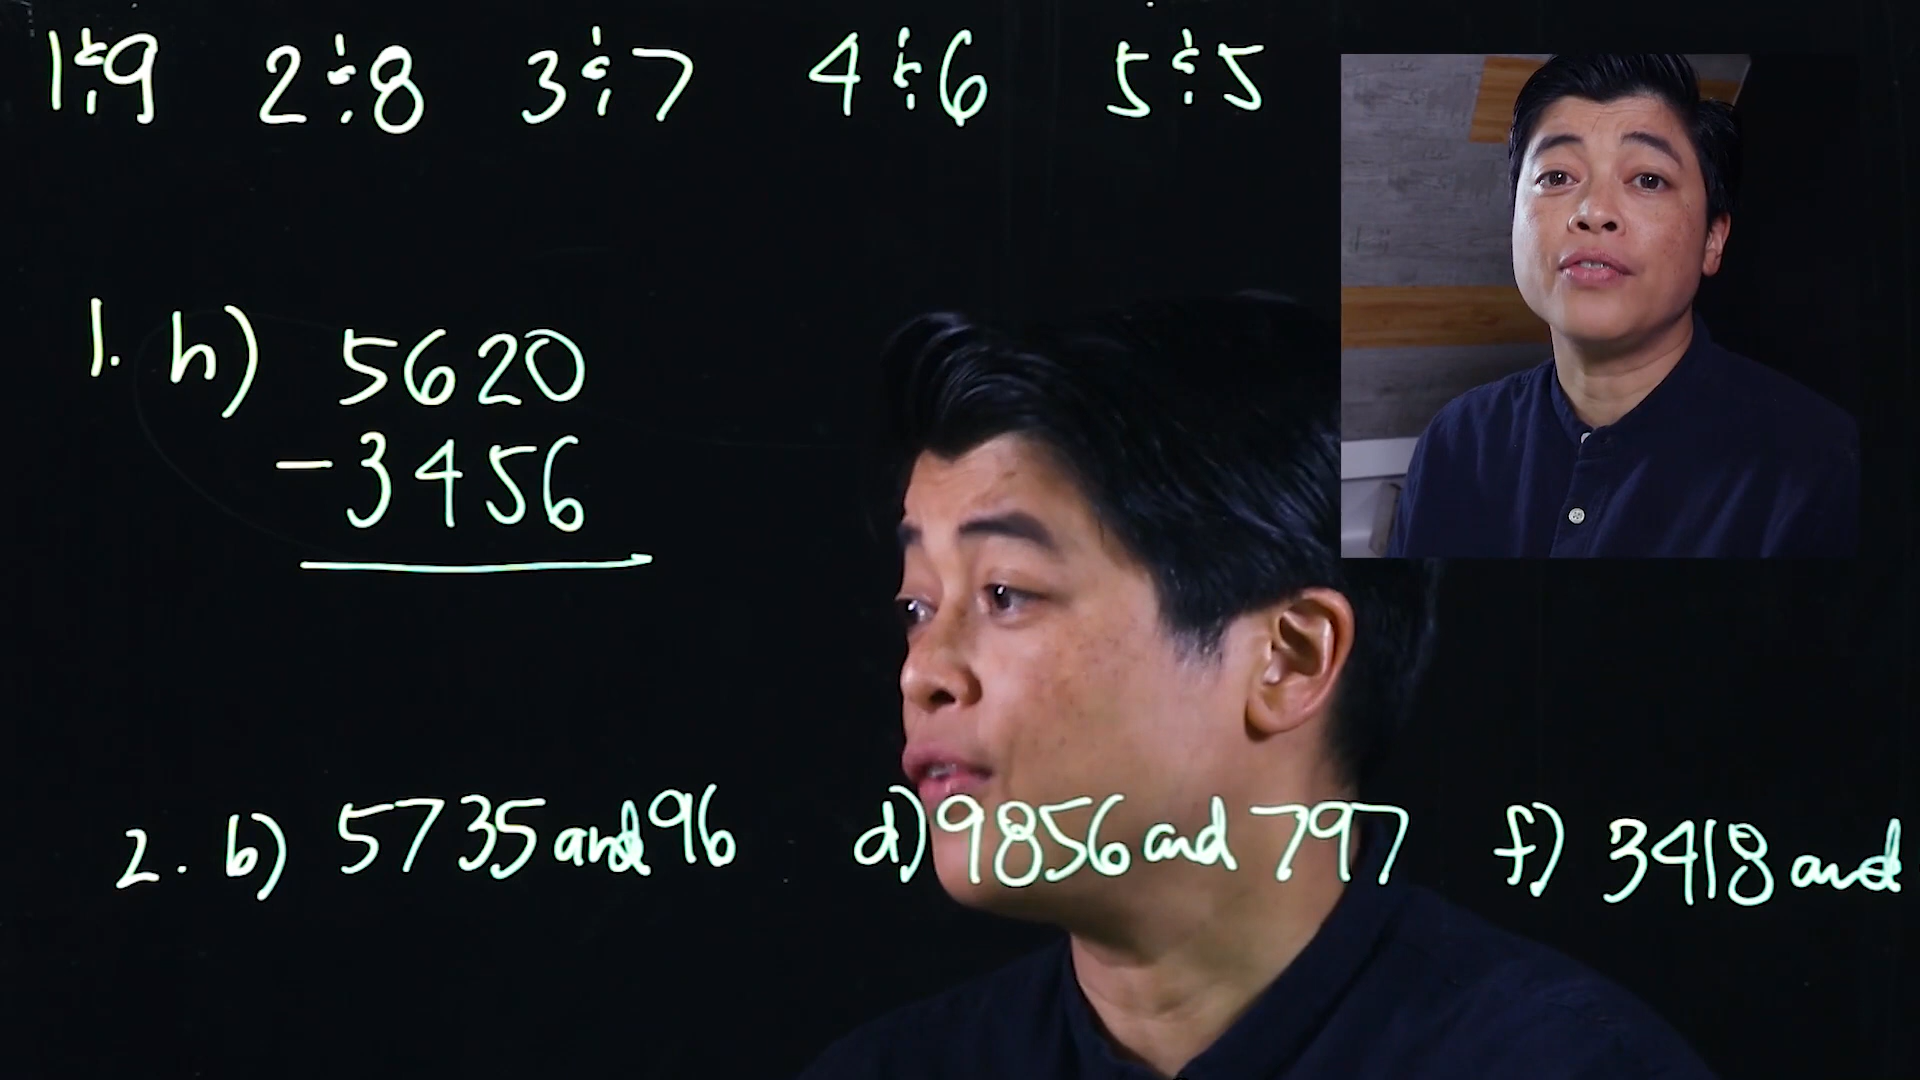 1 & 9 2 & 8 3 & 7 4 & 6 5 & 5
1. h) 5620
- 3456
2. b) 5735 and 96 d) 9856 and 797 f) 3418 and